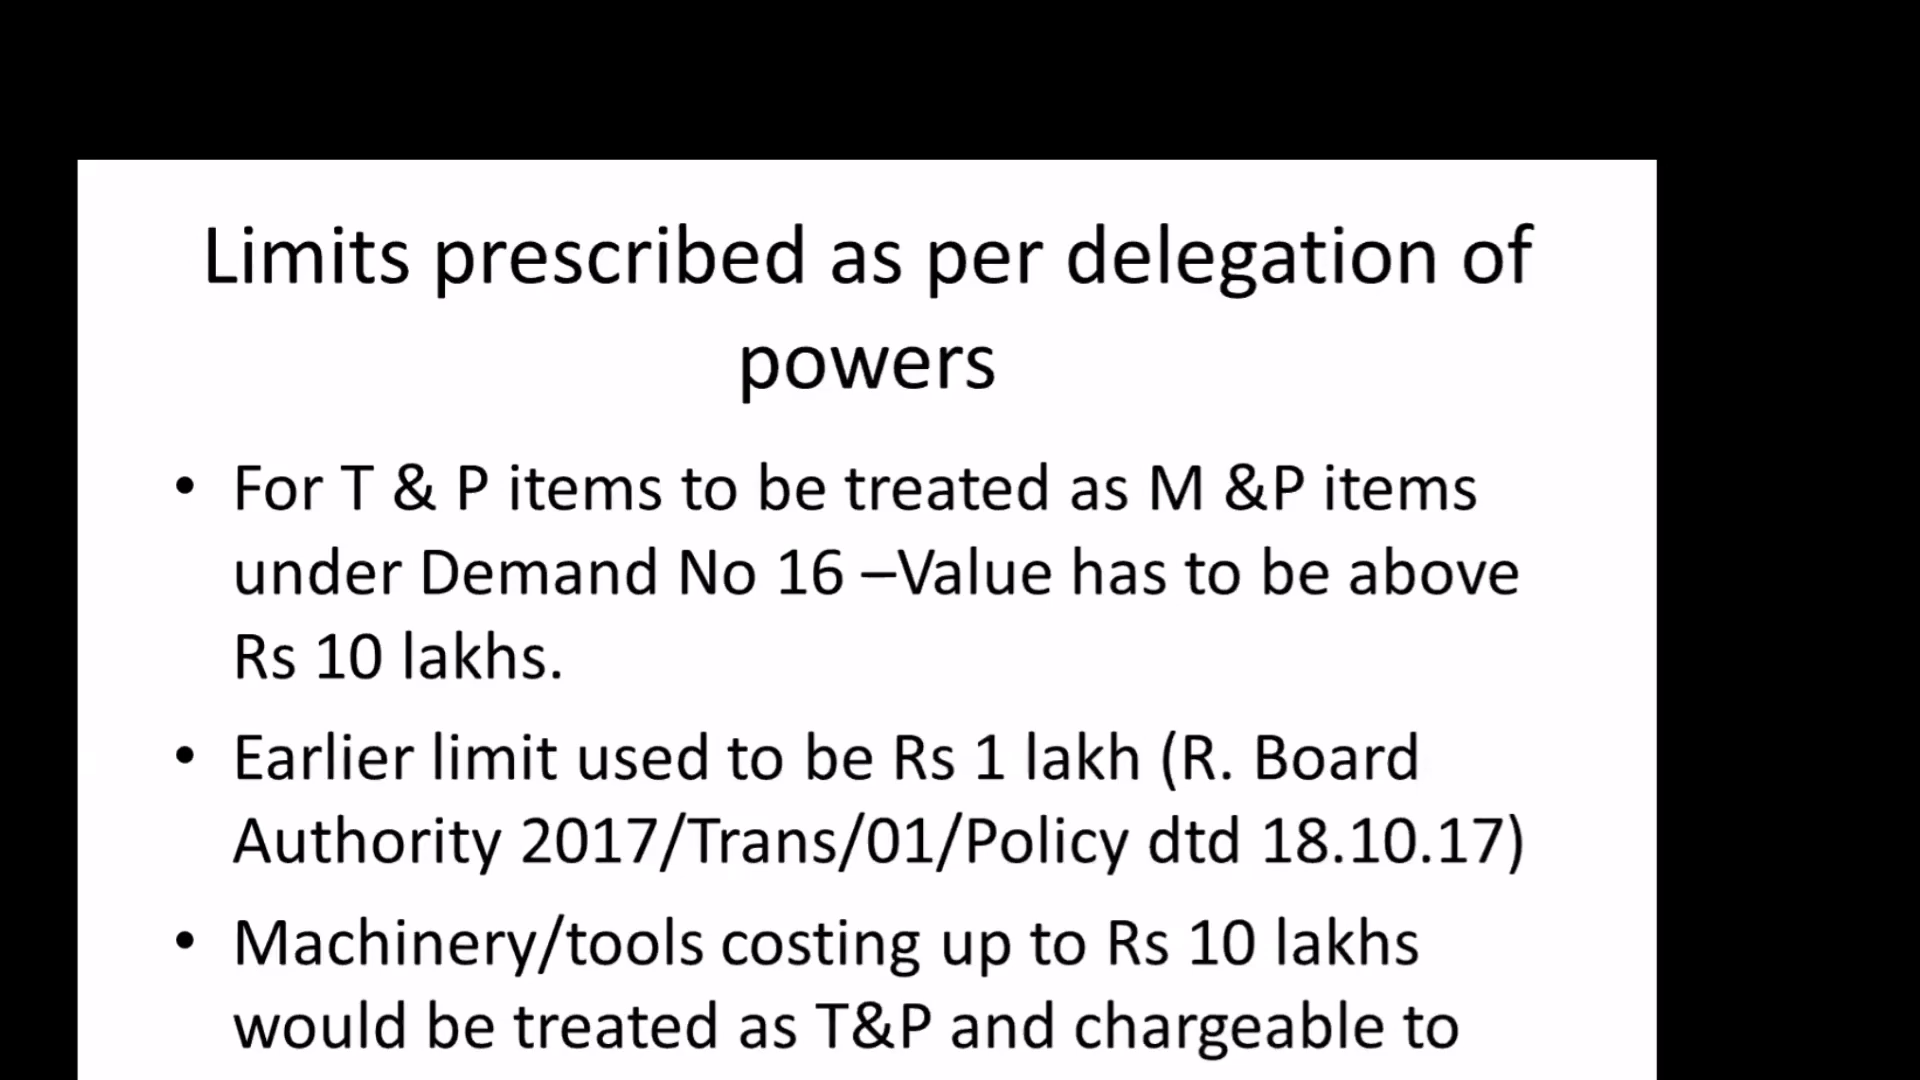 Limits prescribed as per delegation of
powers
• For T & P items to be treated as M &P items
under Demand No 16 –Value has to be above
Rs 10 lakhs.
• Earlier limit used to be Rs 1 lakh (R. Board
Authority 2017/Trans/01/Policy dtd 18.10.17)
• Machinery/tools costing up to Rs 10 lakhs
would be treated as T&P and chargeable to